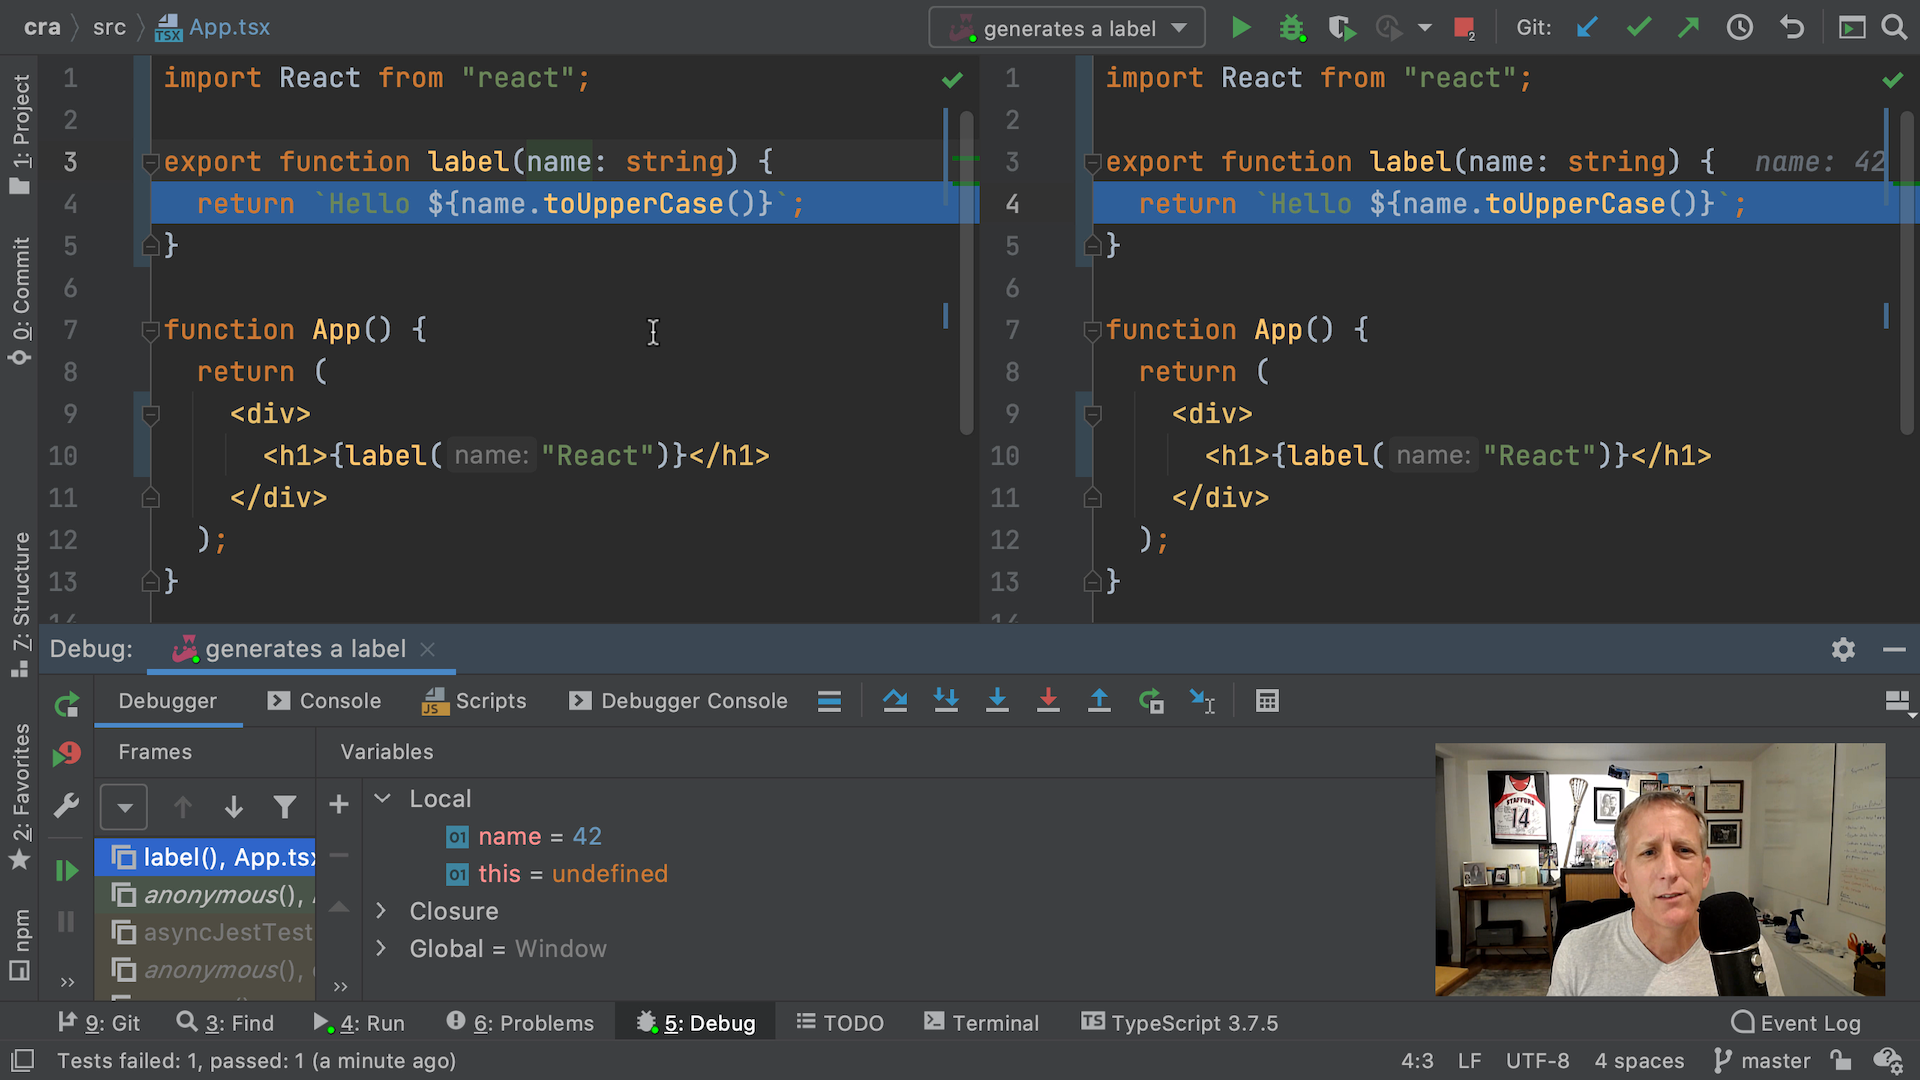 cra src App.tsx
generates a label
Git:
1: Project
0: Commit
7: Structure
2: Favorites
npm
1 import React from "react";
2
3 export function label(name: string) {
4 return `Hello ${name.toUpperCase()}`;
5 }
6
7 function App() {
8 return (
9 <div>
10 <h1>{label( name: "React")}</h1>
11 </div>
12 );
13 }
1 import React from "react";
2
3 export function label(name: string) { name: 42
4 return `Hello ${name.toUpperCase()}`;
5 }
6
7 function App() {
8 return (
9 <div>
10 <h1>{label( name: "React")}</h1>
11 </div>
12 );
13 }
Debug: generates a label
Debugger Console Scripts Debugger Console
Frames Variables
label(), App.tsx
anonymous(),
asyncJestTest
anonymous(),
Local
01 name = 42
01 this = undefined
Closure
Global = Window
STAFFORD
14
9: Git 3: Find 4: Run 6: Problems 5: Debug TODO Terminal TS TypeScript 3.7.5 Event Log
Tests failed: 1, passed: 1 (a minute ago) 4:3 LF UTF-8 4 spaces master